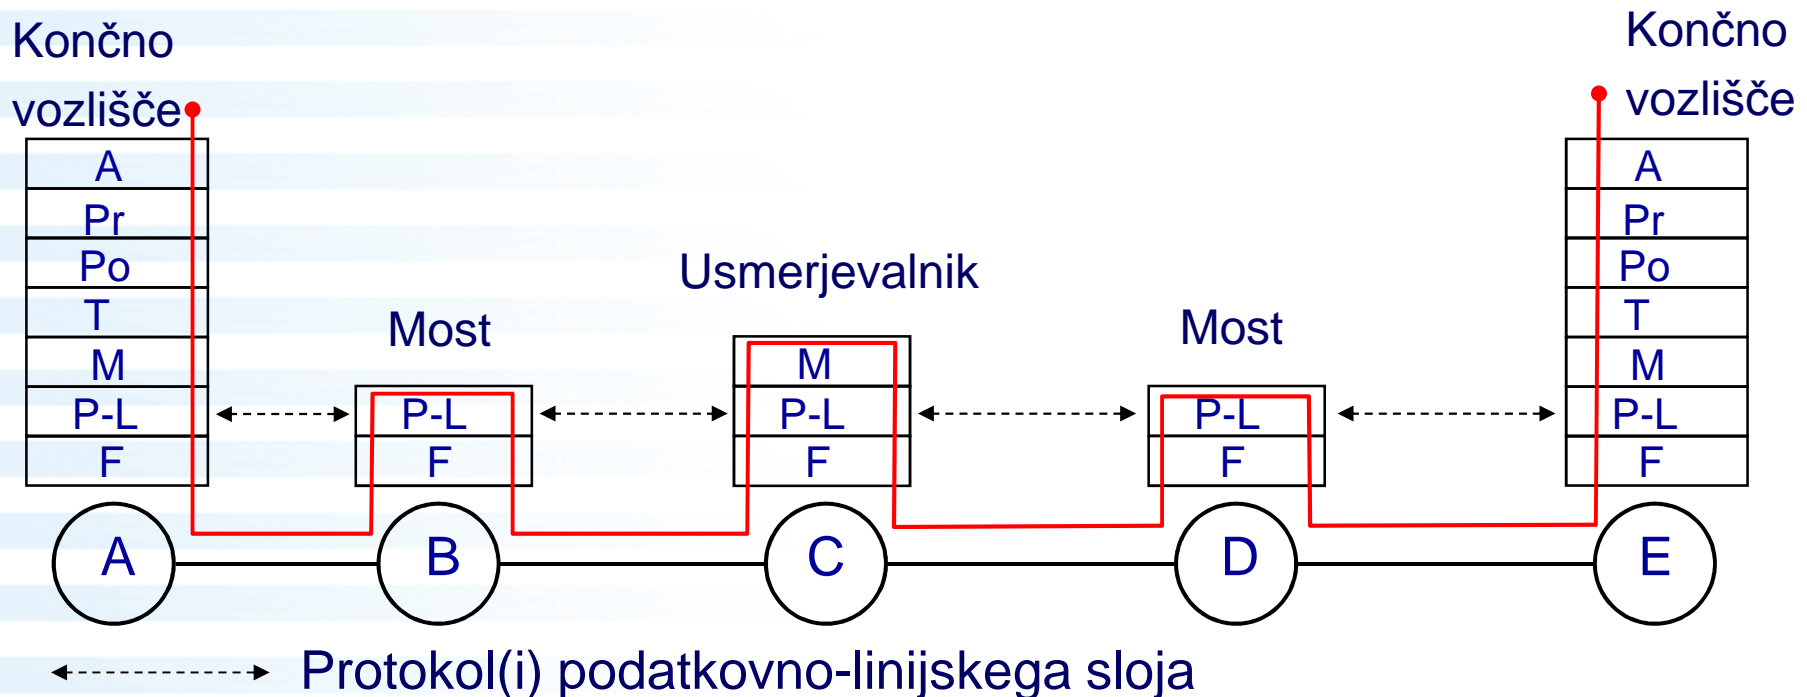 Končno
vozlišče
A
Pr
Po
T
M
P-L
F
A
Most
P-L
F
B
Usmerjevalnik
M
P-L
F
C
Most
P-L
F
D
Končno
vozlišče
A
Pr
Po
T
M
P-L
F
E
Protokol(i) podatkovno-linijskega sloja